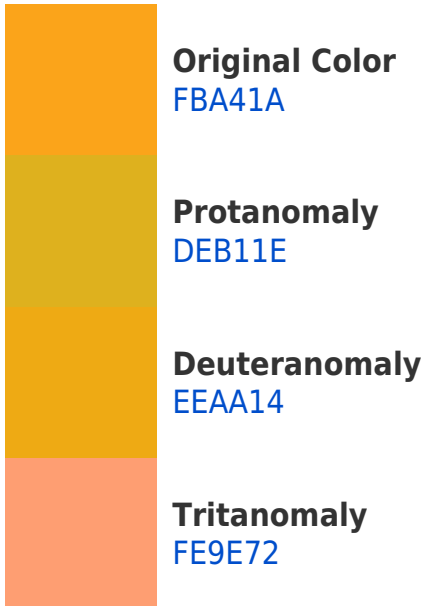 Original Color
FBA41A
Protanomaly
DEB11E
Deuteranomaly
EEAA14
Tritanomaly
FE9E72